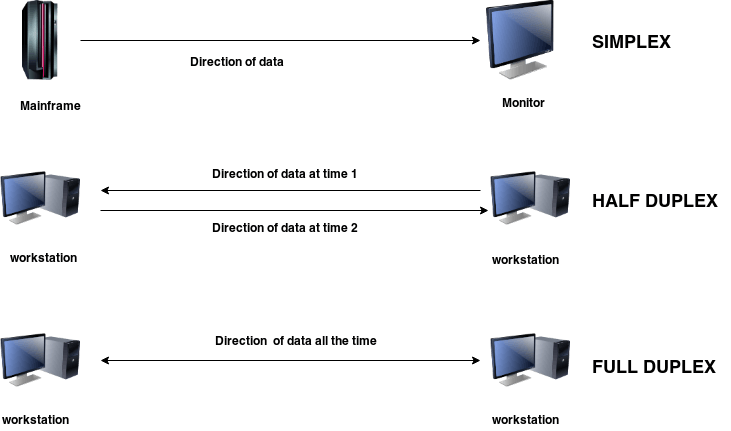 SIMPLEX
Direction of data
Mainframe
Monitor
Direction of data at time 1
HALF DUPLEX
Direction of data at time 2
workstation
workstation
Direction  of data all the time
FULL DUPLEX
workstation
workstation